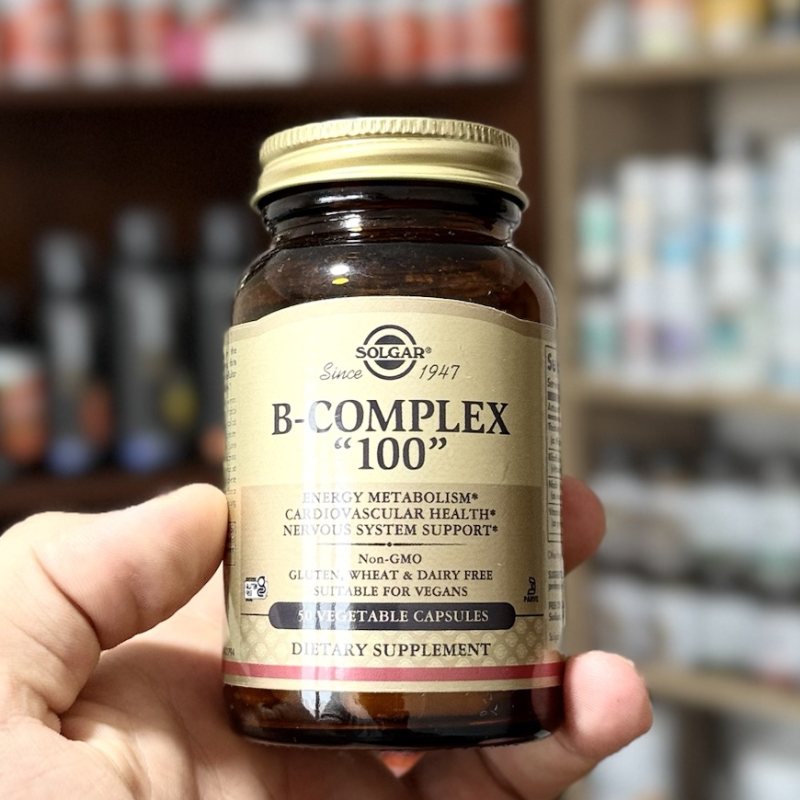 SOLGAR®
Since 1947
B-COMPLEX
“100”
ENERGY METABOLISM*
CARDIOVASCULAR HEALTH*
NERVOUS SYSTEM SUPPORT*
Non-GMO
GLUTEN, WHEAT & DAIRY FREE
SUITABLE FOR VEGANS
50 VEGETABLE CAPSULES
DIETARY SUPPLEMENT